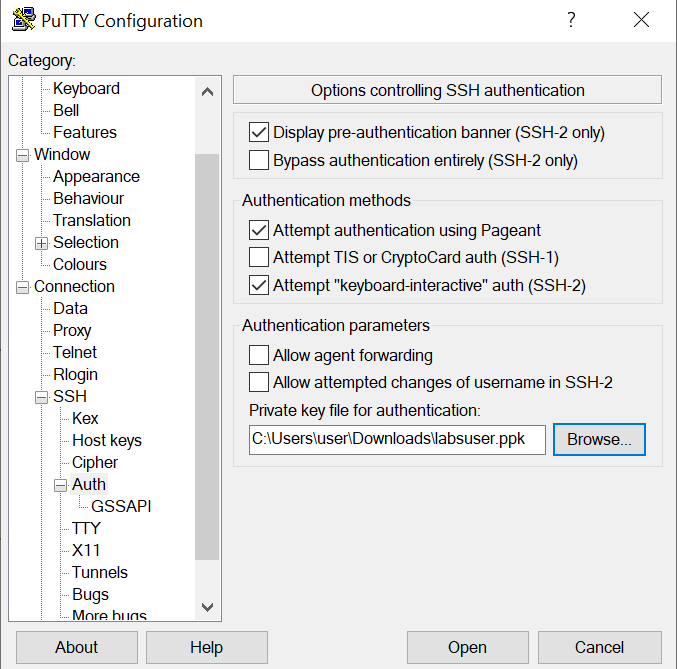 PuTTY Configuration
?
Category:
Keyboard
Bell
Features
Window
Appearance
Behaviour
Translation
Selection
Colours
Connection
Data
Proxy
Telnet
Rlogin
SSH
Kex
Host keys
Cipher
Auth
GSSAPI
TTY
X11
Tunnels
Bugs
More bugs
Options controlling SSH authentication
Display pre-authentication banner (SSH-2 only)
Bypass authentication entirely (SSH-2 only)
Authentication methods
Attempt authentication using Pageant
Attempt TIS or CryptoCard auth (SSH-1)
Attempt "keyboard-interactive" auth (SSH-2)
Authentication parameters
Allow agent forwarding
Allow attempted changes of username in SSH-2
Private key file for authentication:
C:\Users\user\Downloads\labsuser.ppk
Browse...
About
Help
Open
Cancel